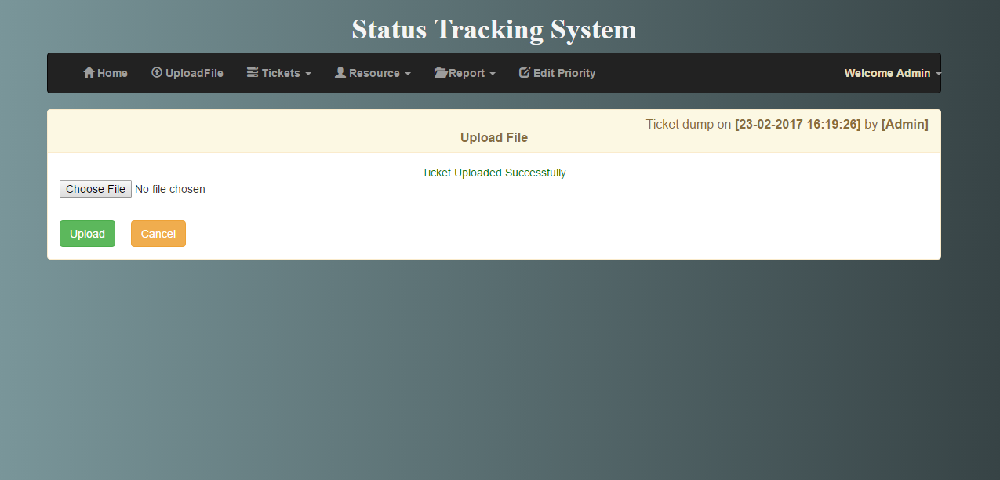 Status Tracking System
Home UploadFile Tickets Resource Report Edit Priority Welcome Admin
Ticket dump on [23-02-2017 16:19:26] by [Admin]
Upload File
Ticket Uploaded Successfully
Choose File No file chosen
Upload Cancel